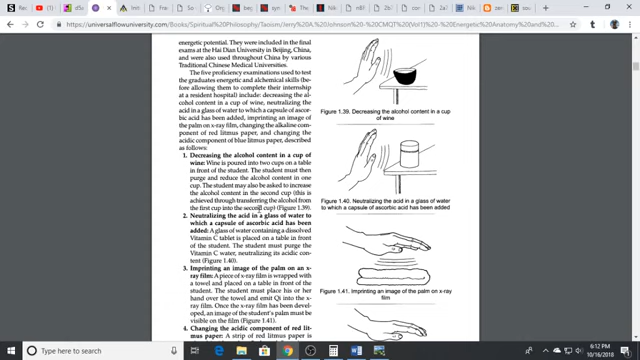 https://universalflowuniversity.org/Books/Spiritual Philosophy/Taoism/Jerry A.
energetic potential. They were included in the final
exams at the Hai Dian University in Beijing, China,
and were also used throughout China by various
Traditional Chinese Medical Universities.
The five proficiency examinations used to test
the graduates energetic and alchemical skills (be-
fore allowing them to complete their internship
at a resident hospital) include: decreasing the al-
cohol content in a cup of wine, neutralizing the
acid in a glass of water to which a capsule of ascor-
bic acid has been added, imprinting an image of
the palm on x-ray film, changing the alkaline com-
ponent of red litmus paper, and changing the
acidic component of blue litmus paper, described
as follows:
1. Decreasing the alcohol content in a cup of
wine: Wine is poured into two cups on a table
in front of the student. The student must then
purge and reduce the alcohol content in one
cup. The student may also be asked to increase
the alcohol content in the second cup (this is
achieved through transferring the alcohol from
the first cup into the second cup) (Figure 1.39).
2. Neutralizing the acid in a glass of water to
which a capsule of ascorbic acid has been
added: A glass of water containing a dissolved
Vitamin C tablet is placed on a table in front of
the student. The student must purge the
Vitamin C water, neutralizing its acidic con-
tent (Figure 1.40).
3. Imprinting an image of the palm on an x-
ray film: A piece of x-ray film is wrapped with
a towel and placed on a table in front of the
student. The student must place his or her
hand over the towel and emit Qi into the x-ray
film. Once the x-ray film has been devel-
oped, an image of the student's palm must be
visible on the film (Figure 1.41).
4. Changing the acidic component of red lit-
mus paper: A strip of red litmus paper is
Figure 1.39. Decreasing the alcohol content in a cup
of wine
Figure 1.40. Neutralizing the acid in a glass of water
to which a capsule of ascorbic acid has been added
Figure 1.41. Imprinting an image of the palm on x-ray
film
Type here to search
6:12 PM
10/16/2018